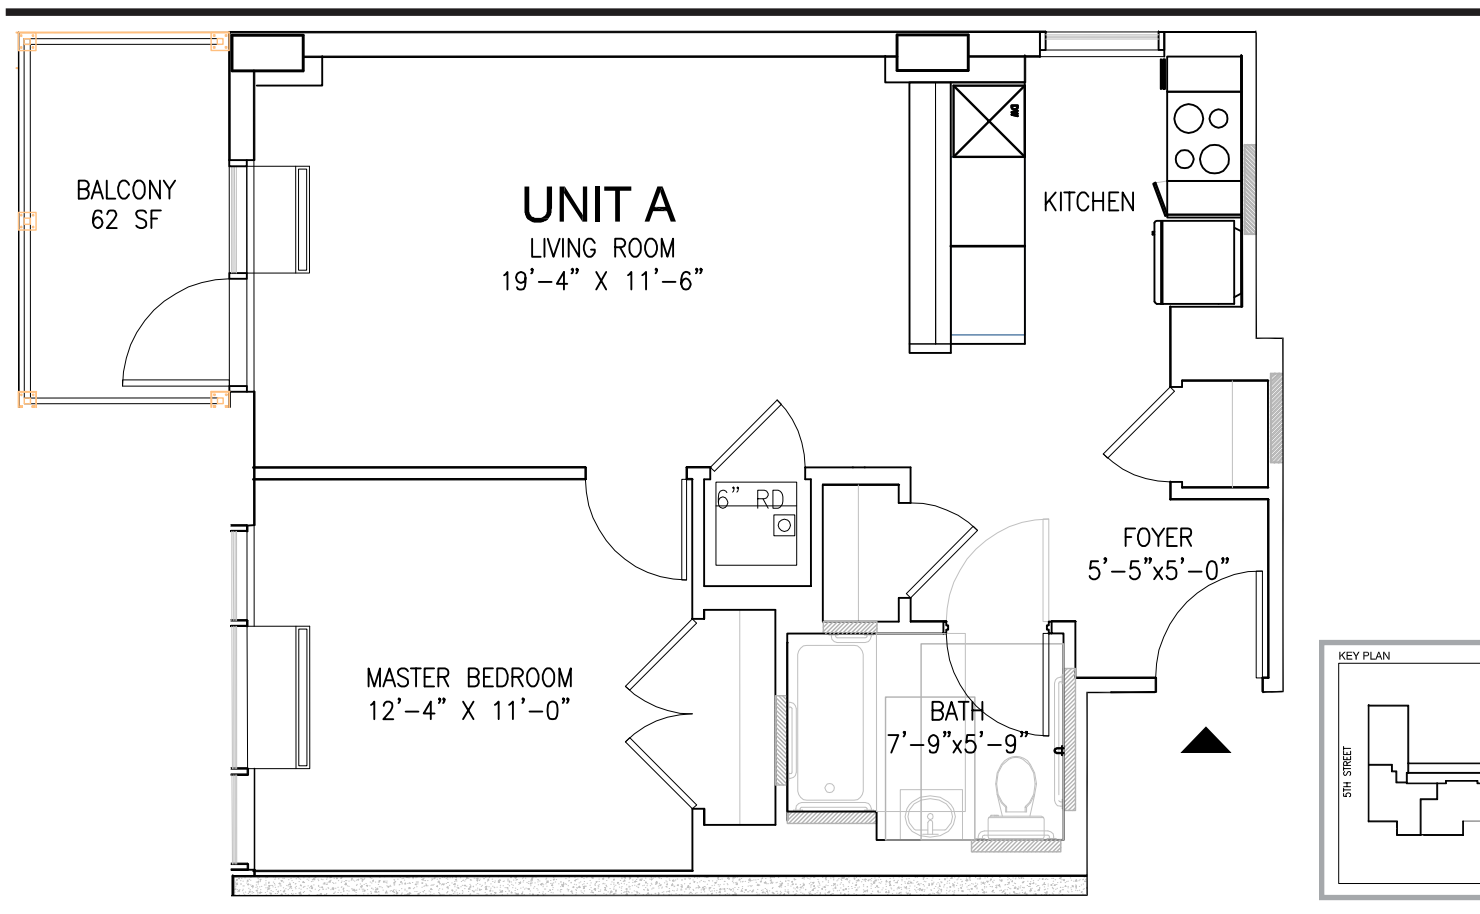 BALCONY
62 SF
UNIT A
LIVING ROOM
19'-4" X 11'-6"
DW
KITCHEN
6" RD
FOYER
5'-5"x5'-0"
MASTER BEDROOM
12'-4" X 11'-0"
BATH
7'-9"x5'-9"
KEY PLAN
5TH STREET